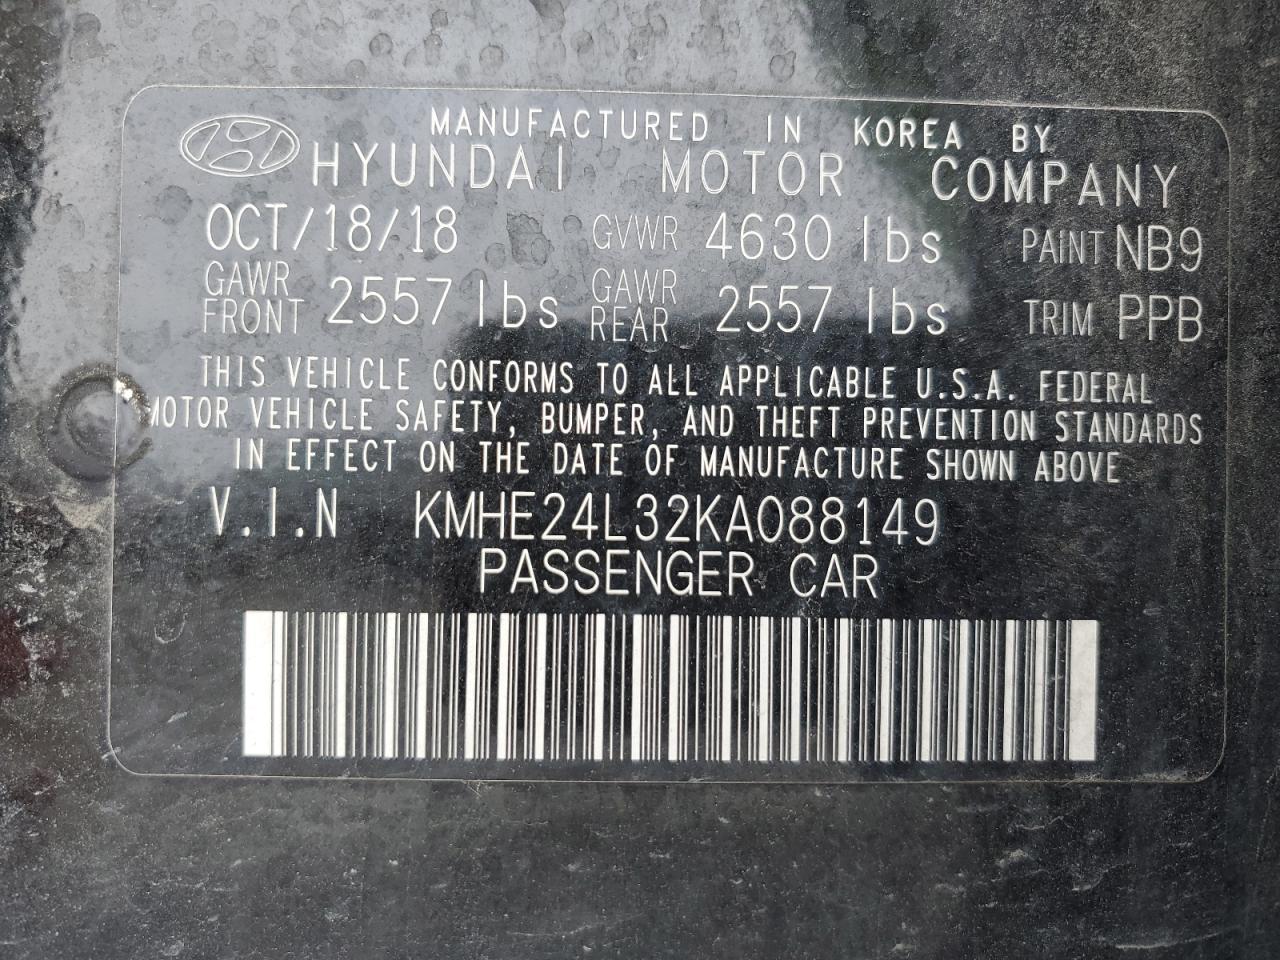 MANUFACTURED IN KOREA BY
HYUNDAI MOTOR COMPANY
OCT/18/18 GVWR 4630 lbs PAINT NB9
GAWR FRONT 2557 lbs GAWR REAR 2557 lbs TRIM PPB
THIS VEHICLE CONFORMS TO ALL APPLICABLE U.S.A. FEDERAL
MOTOR VEHICLE SAFETY, BUMPER, AND THEFT PREVENTION STANDARDS
IN EFFECT ON THE DATE OF MANUFACTURE SHOWN ABOVE
V.I.N KMHE24L32KA088149
PASSENGER CAR